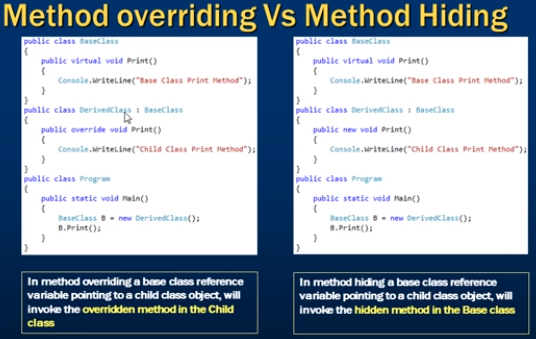 Method overriding Vs Method Hiding
public class BaseClass
{
public virtual void Print()
{
Console.WriteLine("Base Class Print Method");
}
}
public class DerivedClass : BaseClass
{
public override void Print()
{
Console.WriteLine("Child Class Print Method");
}
}
public class Program
{
public static void Main()
{
BaseClass B = new DerivedClass();
B.Print();
}
}
In method overriding a base class reference
variable pointing to a child class object, will
invoke the overridden method in the Child
class
public class BaseClass
{
public virtual void Print()
{
Console.WriteLine("Base Class Print Method");
}
}
public class DerivedClass : BaseClass
{
public new void Print()
{
Console.WriteLine("Child Class Print Method");
}
}
public class Program
{
public static void Main()
{
BaseClass B = new DerivedClass();
B.Print();
}
}
In method hiding a base class reference
variable pointing to a child class object, will
invoke the hidden method in the Base class